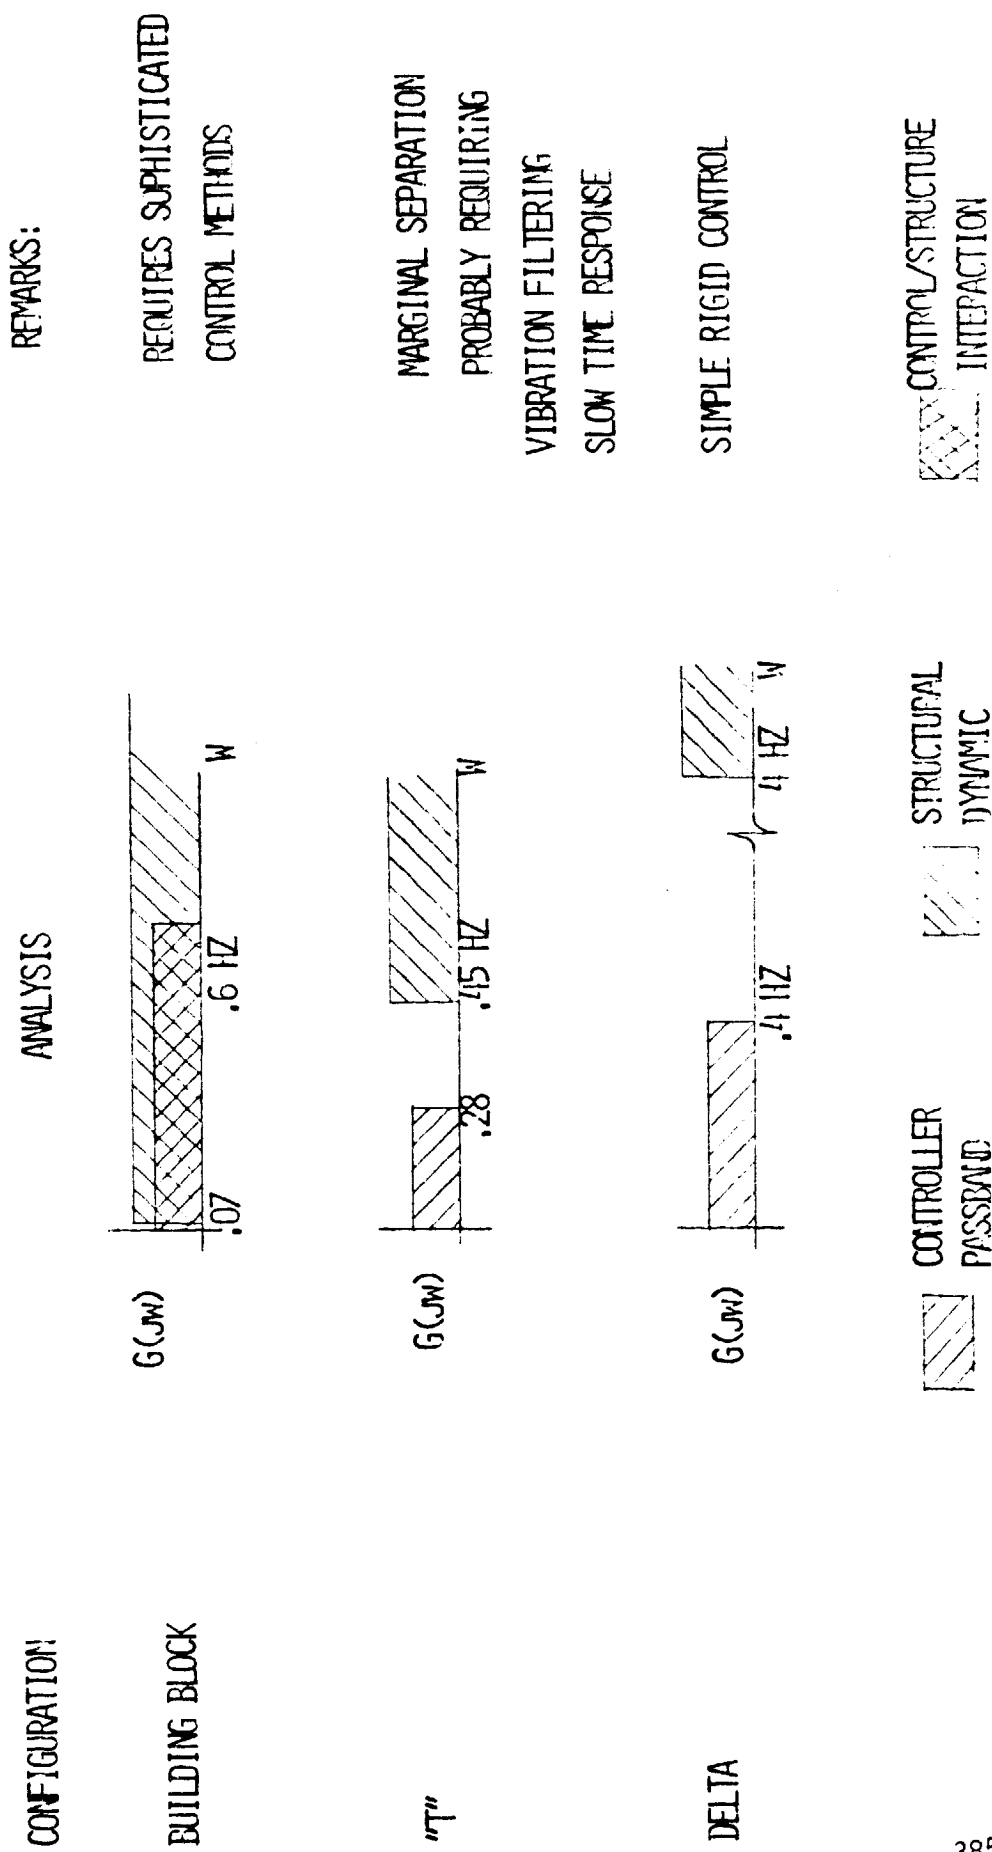 CONFIGURATION
ANALYSIS
REMARKS:
BUILDING BLOCK
G(JW)
.07
.6 HZ
W
REQUIRES SOPHISTICATED
CONTROL METHODS
"T"
G(JW)
.28
.45 HZ
W
MARGINAL SEPARATION
PROBABLY REQUIRING
VIBRATION FILTERING
SLOW TIME RESPONSE
DELTA
G(JW)
.4 HZ
4 HZ
W
SIMPLE RIGID CONTROL
CONTROLLER
PASSBAND
STRUCTURAL
DYNAMIC
CONTROL/STRUCTURE
INTERACTION
385